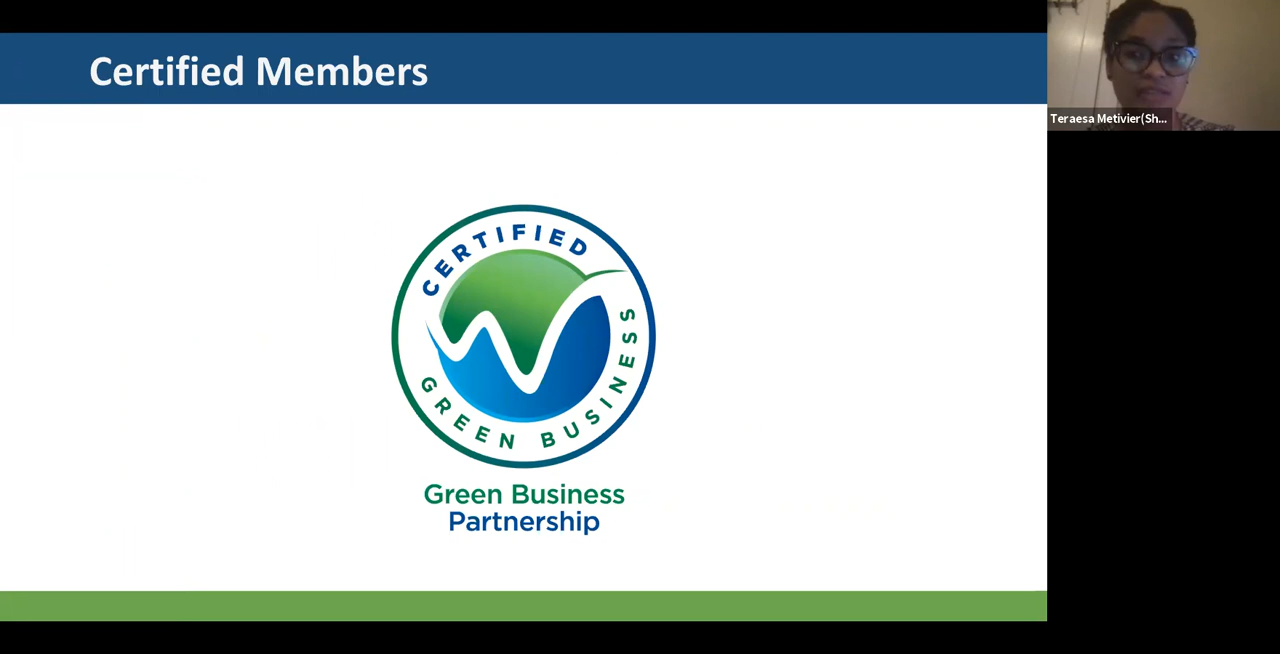 Certified Members
Teraesa Metivier(Sh...
CERTIFIED
GREEN BUSINESS
Green Business
Partnership